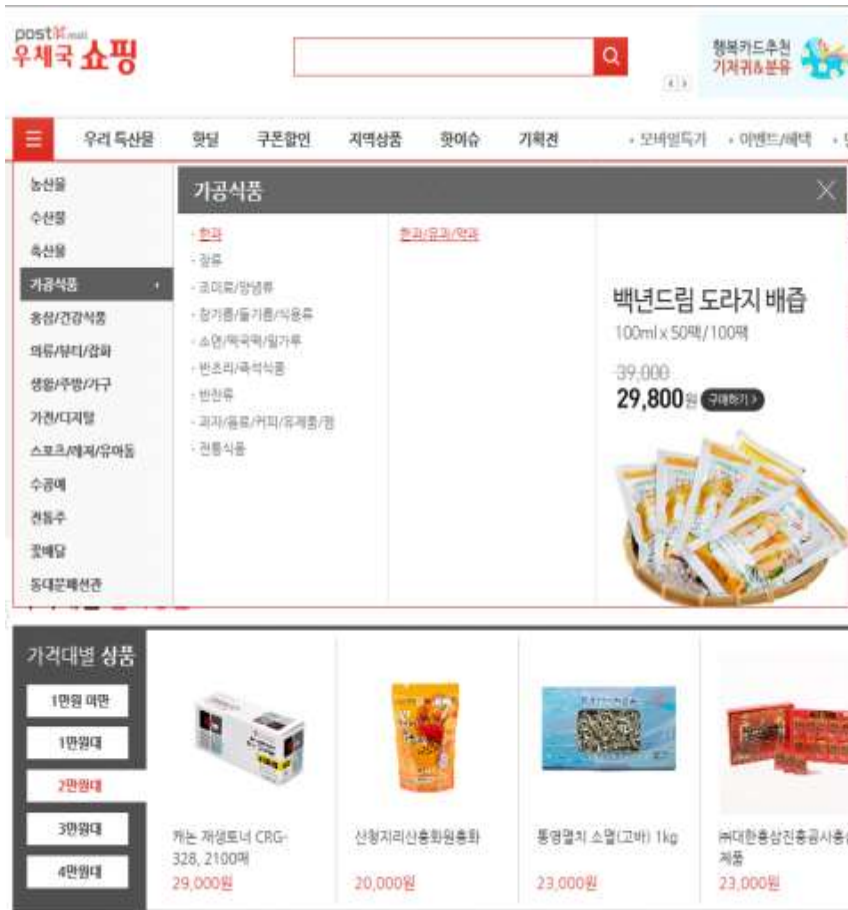 post mall
우체국 쇼핑
행복카드추천
기저귀&분유
우리 특산물 핫딜 쿠폰할인 지역상품 핫이슈 기획전 모바일특가 이벤트/혜택
농산물
수산물
축산물
가공식품
홍삼/건강식품
의류/뷰티/잡화
생활/주방/가구
가전/디지털
스포츠/레져/유아동
수공예
전통주
꽃배달
동대문패션관
가공식품
- 한과
- 장류
- 조미료/양념류
- 참기름/들기름/식용류
- 소면/떡국떡/밀가루
- 반조리/즉석식품
- 반찬류
- 과자/음료/커피/유제품/잼
- 전통식품
한과/유과/약과
백년드림 도라지 배즙
100ml x 50팩/100팩
39,000
29,800원 구매하기
가격대별 상품
1만원 미만
1만원대
2만원대
3만원대
4만원대
캐논 재생토너 CRG-
328, 2100매
29,000원
산청지리산홍화원홍화
20,000원
통영멸치 소멸(고바) 1kg
23,000원
㈜대한홍삼진흥공사홍삼
제품
23,000원